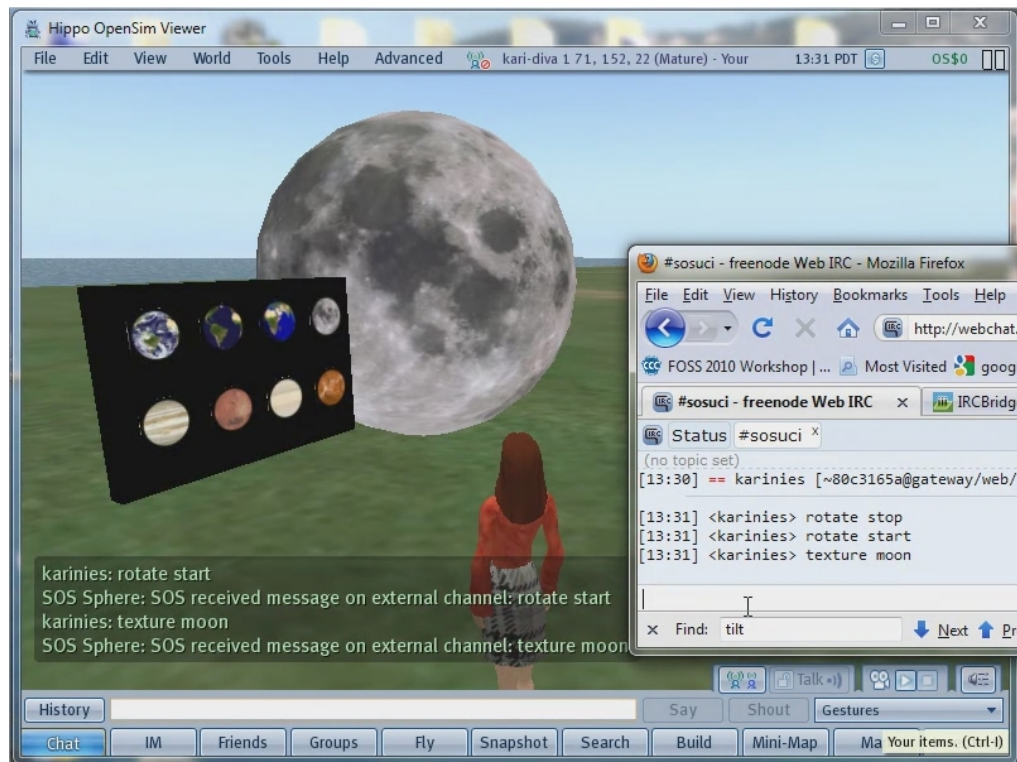 Hippo OpenSim Viewer
File Edit View World Tools Help Advanced kari-diva 1 71, 152, 22 (Mature) - Your 13:31 PDT OS$0
#sosuci - freenode Web IRC - Mozilla Firefox
File Edit View History Bookmarks Tools Help
http://webchat.
FOSS 2010 Workshop | ... Most Visited goog
#sosuci - freenode Web IRC x IRCBridg
Status #sosuci x
(no topic set)
[13:30] == karinies [~80c3165a@gateway/web/
[13:31] <karinies> rotate stop
[13:31] <karinies> rotate start
[13:31] <karinies> texture moon
x Find: tilt Next Pr
karinies: rotate start
SOS Sphere: SOS received message on external channel: rotate start
karinies: texture moon
SOS Sphere: SOS received message on external channel: texture moon
Talk
History Say Shout Gestures
Chat IM Friends Groups Fly Snapshot Search Build Mini-Map Ma Your items. (Ctrl-I)